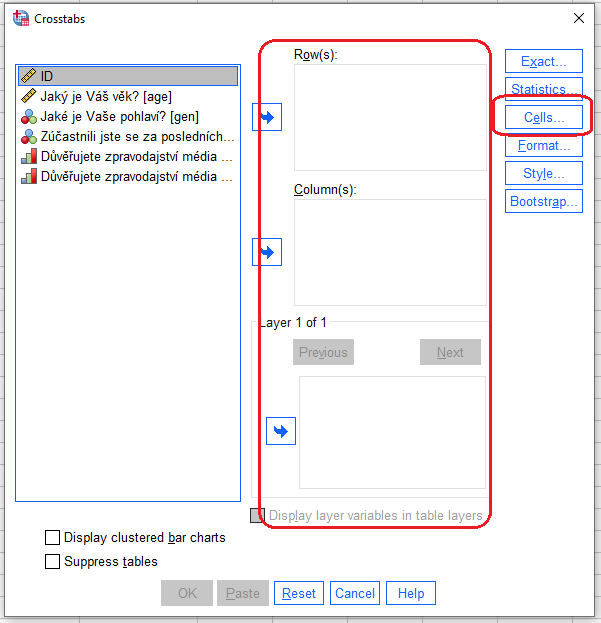 Crosstabs
ID
Jaký je Váš věk? [age]
Jaké je Vaše pohlaví? [gen]
Zúčastnili jste se za posledních...
Důvěřujete zpravodajství média ...
Důvěřujete zpravodajství média ...
Row(s):
Column(s):
Layer 1 of 1
Previous
Next
Display layer variables in table layers
Exact...
Statistics...
Cells...
Format...
Style...
Bootstrap...
Display clustered bar charts
Suppress tables
OK
Paste
Reset
Cancel
Help